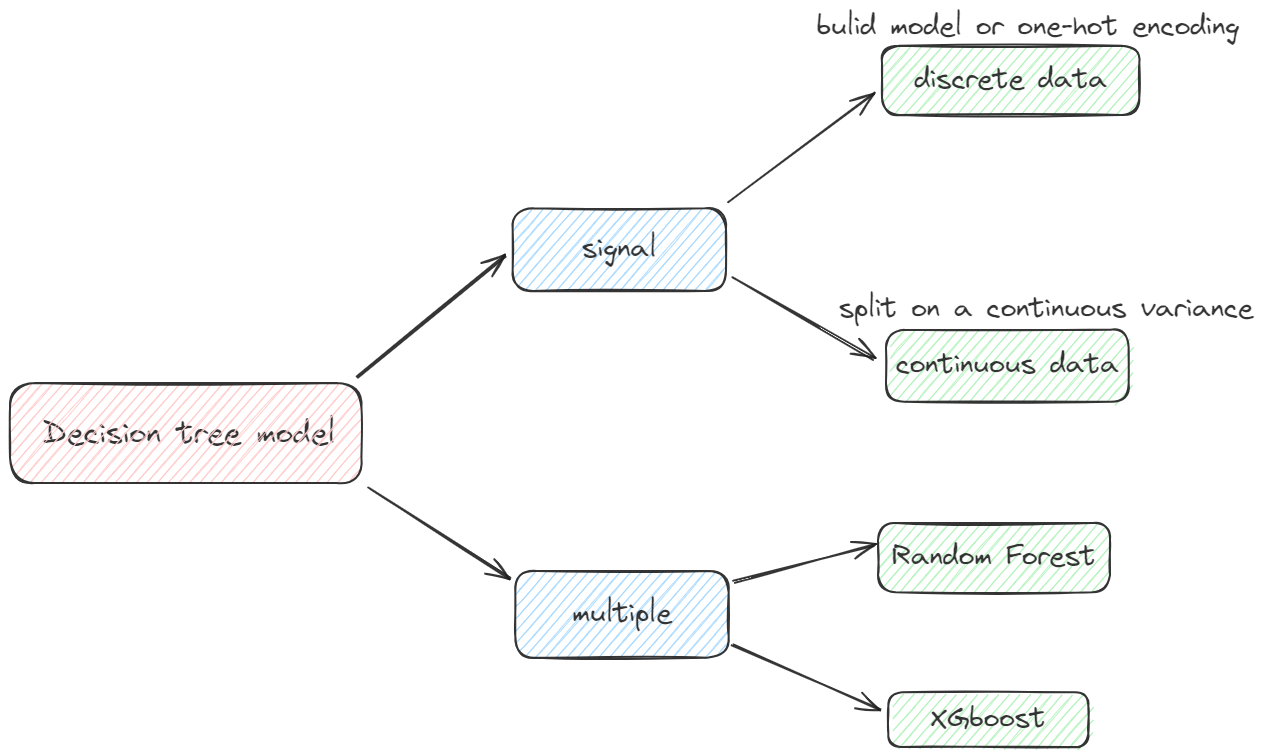 bulid model or one-hot encoding
discrete data
signal
split on a continuous variance
continuous data
Decision tree model
Random Forest
multiple
XGboost